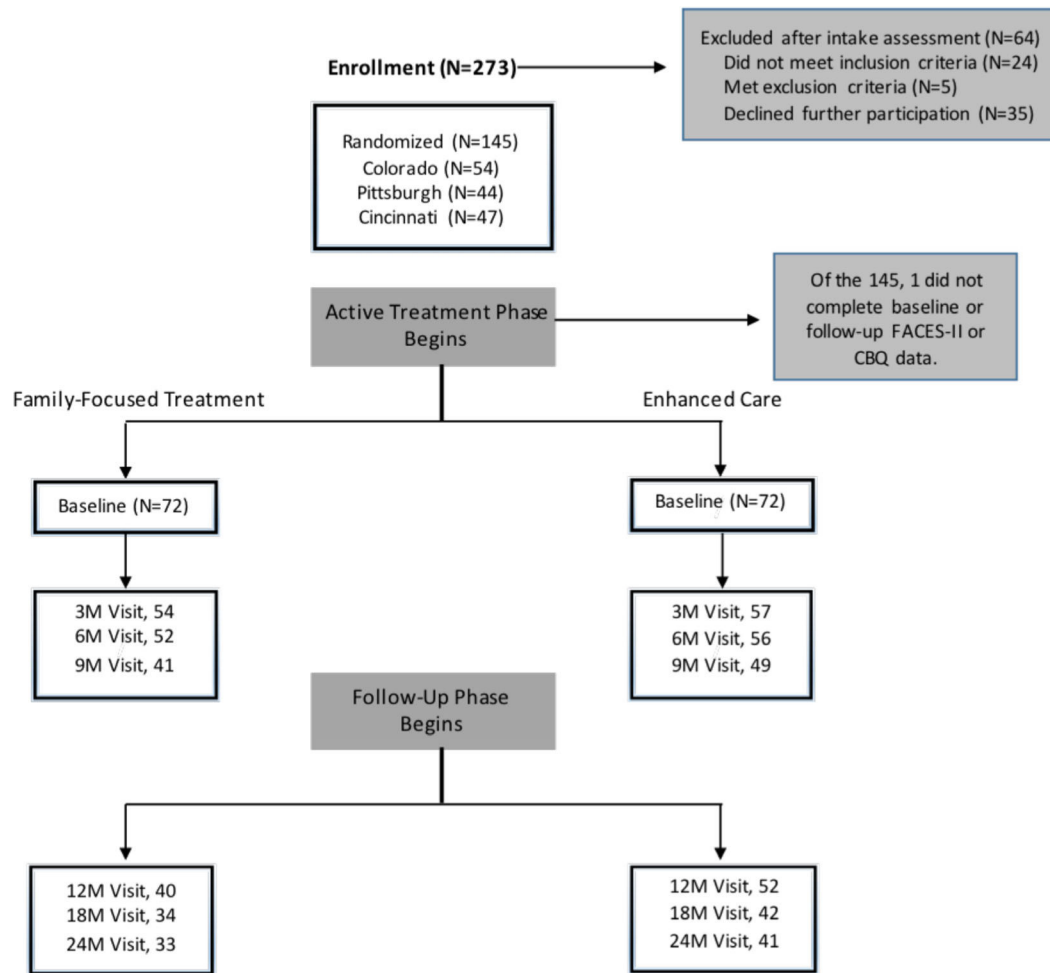 Enrollment (N=273)
Excluded after intake assessment (N=64)
Did not meet inclusion criteria (N=24)
Met exclusion criteria (N=5)
Declined further participation (N=35)
Randomized (N=145)
Colorado (N=54)
Pittsburgh (N=44)
Cincinnati (N=47)
Active Treatment Phase
Begins
Of the 145, 1 did not
complete baseline or
follow-up FACES-II or
CBQ data.
Family-Focused Treatment
Enhanced Care
Baseline (N=72)
Baseline (N=72)
3M Visit, 54
6M Visit, 52
9M Visit, 41
3M Visit, 57
6M Visit, 56
9M Visit, 49
Follow-Up Phase
Begins
12M Visit, 40
18M Visit, 34
24M Visit, 33
12M Visit, 52
18M Visit, 42
24M Visit, 41